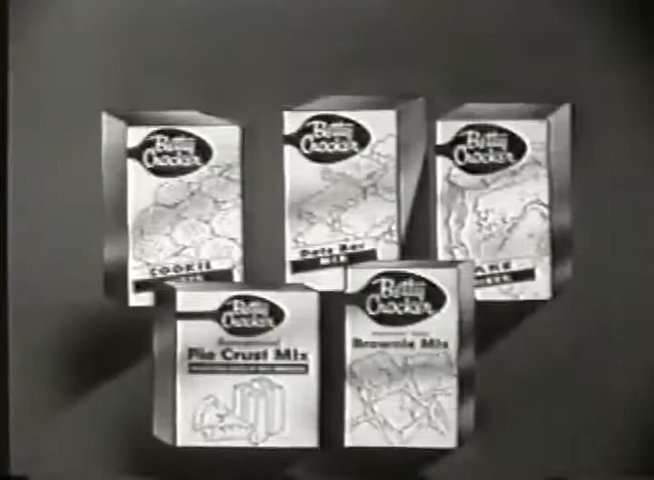 Betty
Crocker
COOKIE
Betty
Crocker
Date Bar
MIX
Betty
Crocker
CAKE
Betty
Crocker
Pie Crust Mix
Betty
Crocker
Brownie Mix